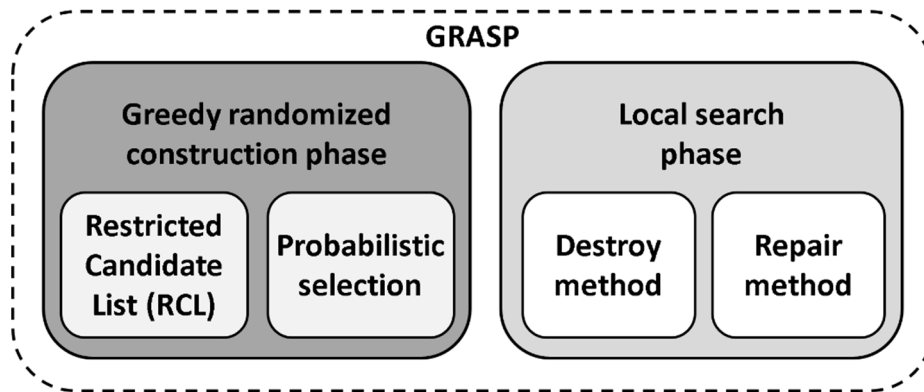 GRASP
Greedy randomized
construction phase
Restricted
Candidate
List (RCL)
Probabilistic
selection
Local search
phase
Destroy
method
Repair
method